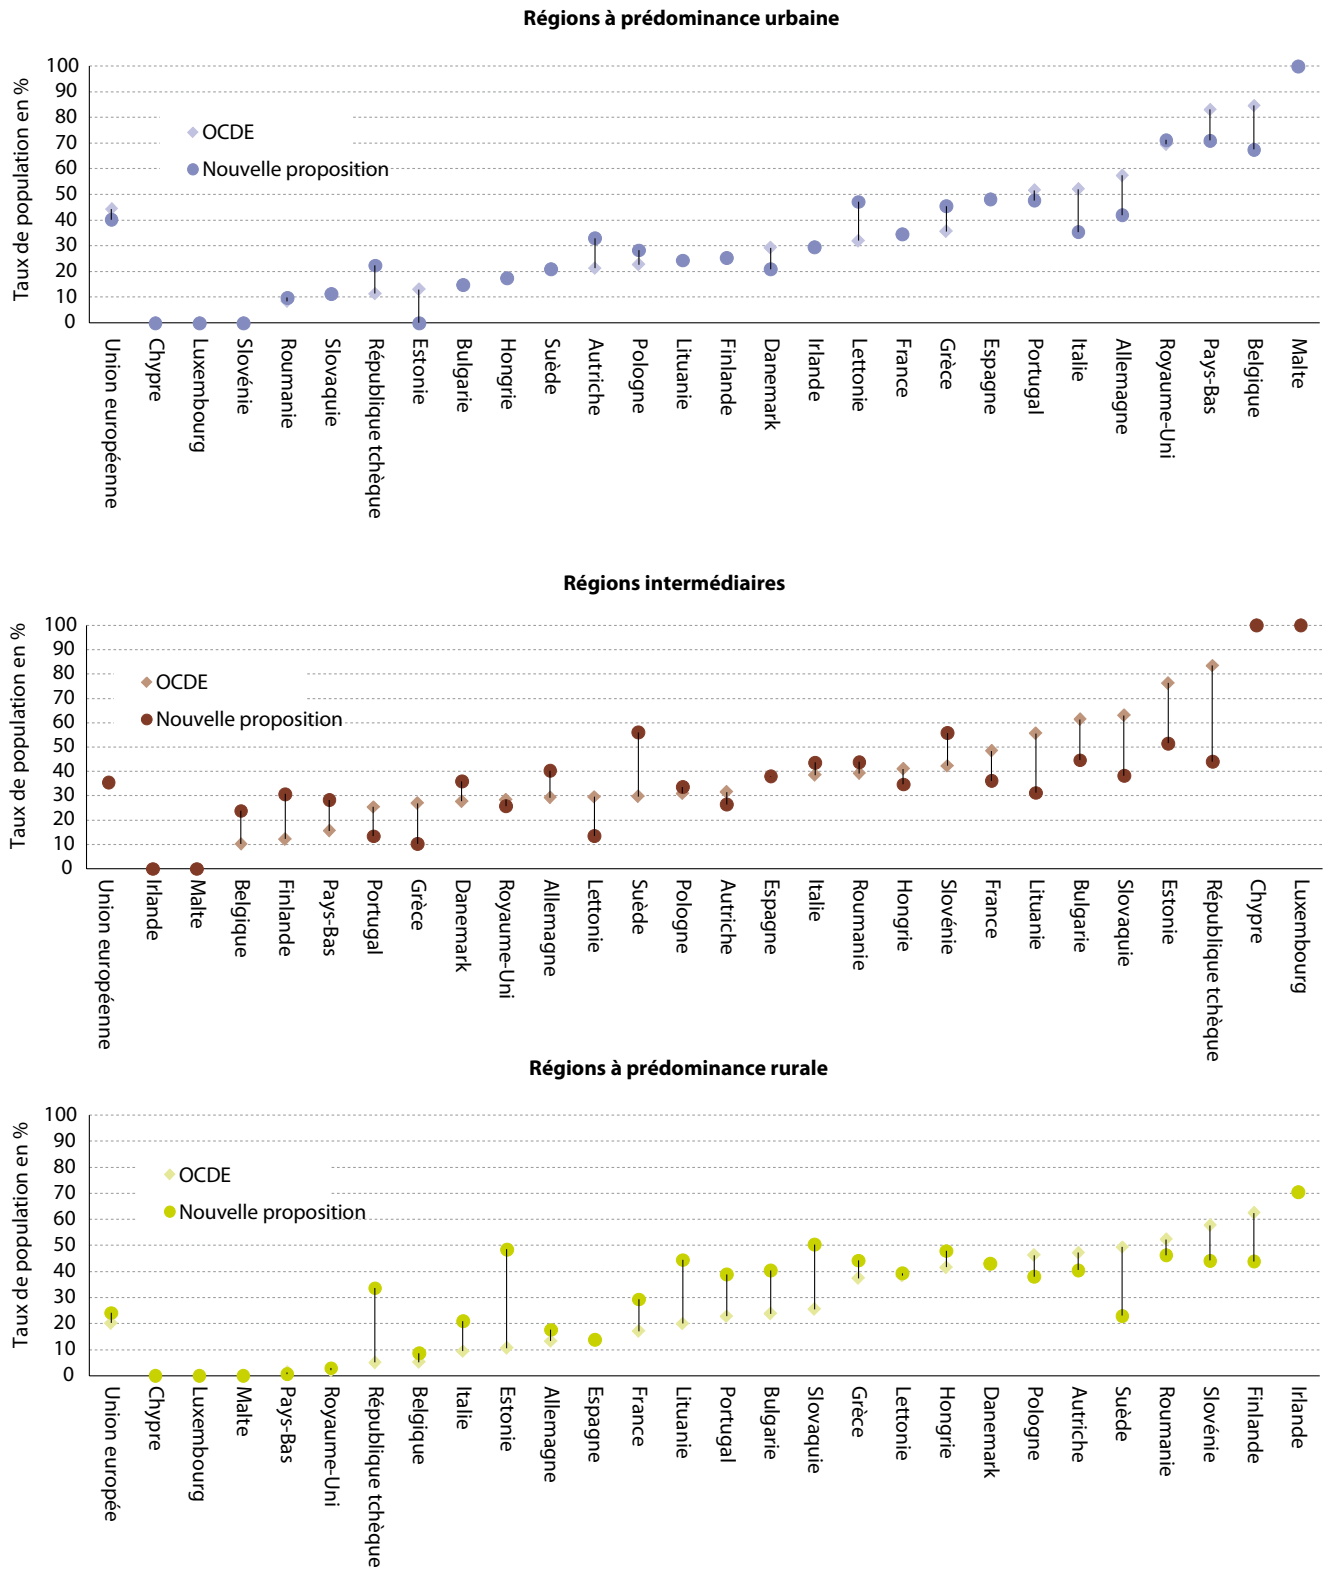 Régions à prédominance urbaine
Taux de population en %
100
90
80
70
60
50
40
30
20
10
0
OCDE
Nouvelle proposition
Union européenne
Chypre
Luxembourg
Slovénie
Roumanie
Slovaquie
République tchèque
Estonie
Bulgarie
Hongrie
Suède
Autriche
Pologne
Lituanie
Finlande
Danemark
Irlande
Lettonie
France
Grèce
Espagne
Portugal
Italie
Allemagne
Royaume-Uni
Pays-Bas
Belgique
Malte
Régions intermédiaires
Taux de population en %
100
90
80
70
60
50
40
30
20
10
0
OCDE
Nouvelle proposition
Union européenne
Irlande
Malte
Belgique
Finlande
Pays-Bas
Portugal
Grèce
Danemark
Royaume-Uni
Allemagne
Lettonie
Suède
Pologne
Autriche
Espagne
Italie
Roumanie
Hongrie
Slovénie
France
Lituanie
Bulgarie
Slovaquie
Estonie
République tchèque
Chypre
Luxembourg
Régions à prédominance rurale
Taux de population en %
100
90
80
70
60
50
40
30
20
10
0
OCDE
Nouvelle proposition
Union europée
Chypre
Luxembourg
Malte
Pays-Bas
Royaume-Uni
République tchèque
Belgique
Italie
Estonie
Allemagne
Espagne
France
Lituanie
Portugal
Bulgarie
Slovaquie
Grèce
Lettonie
Hongrie
Danemark
Pologne
Autriche
Suède
Roumanie
Slovénie
Finlande
Irlande